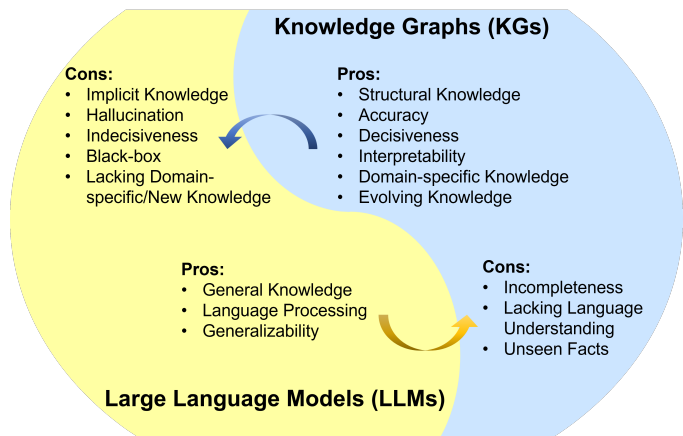 Knowledge Graphs (KGs)
Cons:
• Implicit Knowledge
• Hallucination
• Indecisiveness
• Black-box
• Lacking Domain-
specific/New Knowledge
Pros:
• Structural Knowledge
• Accuracy
• Decisiveness
• Interpretability
• Domain-specific Knowledge
• Evolving Knowledge
Pros:
• General Knowledge
• Language Processing
• Generalizability
Cons:
• Incompleteness
• Lacking Language
Understanding
• Unseen Facts
Large Language Models (LLMs)